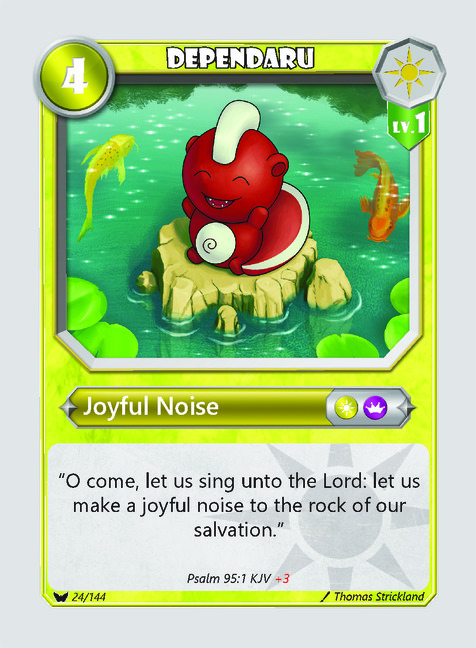 DEPENDARU
4
LV.1
Joyful Noise
“O come, let us sing unto the Lord: let us
make a joyful noise to the rock of our
salvation.”
Psalm 95:1 KJV +3
24/144
Thomas Strickland